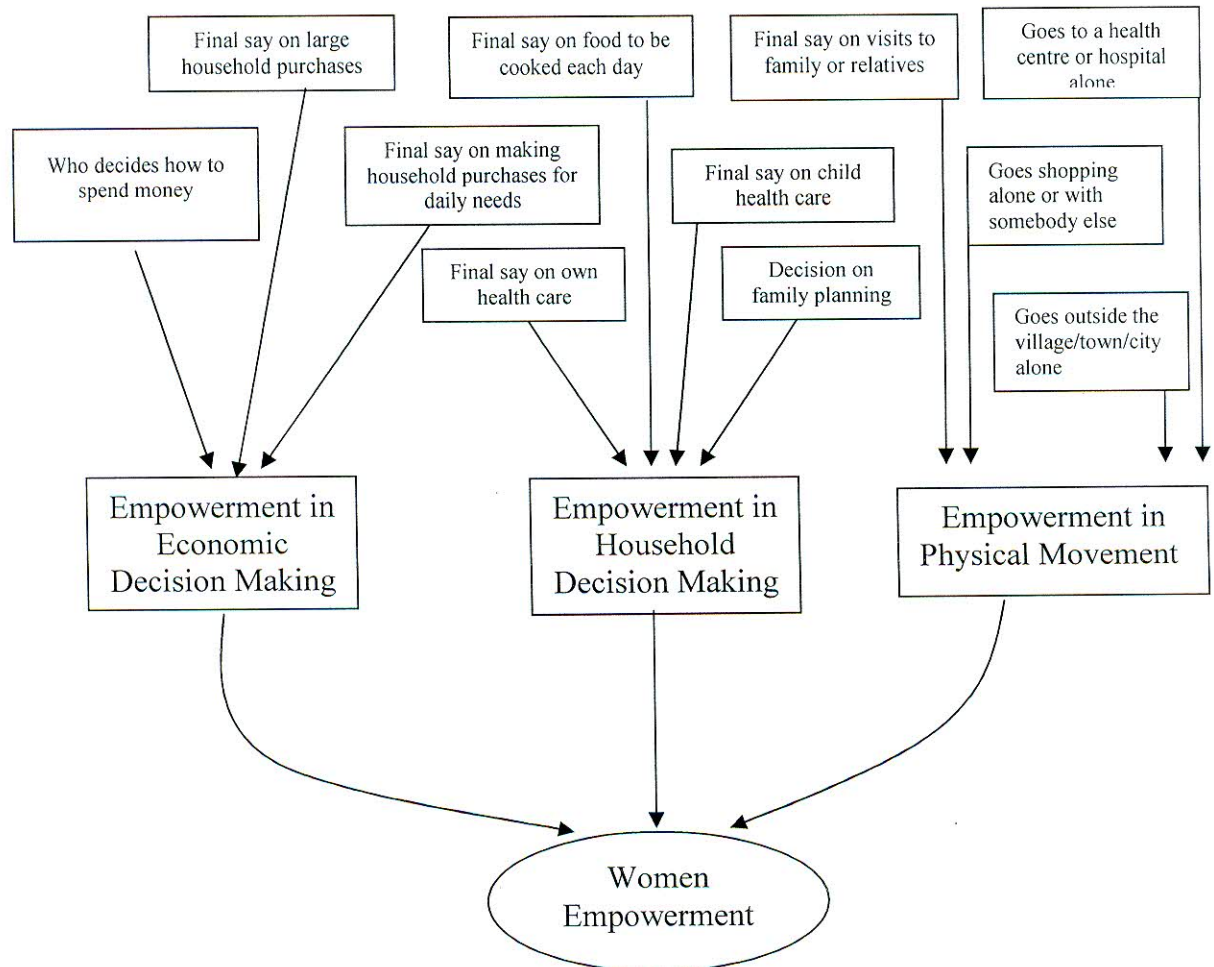 Final say on large
household purchases
Final say on food to be
cooked each day
Final say on visits to
family or relatives
Goes to a health
centre or hospital
alone
Who decides how to
spend money
Final say on making
household purchases for
daily needs
Final say on child
health care
Goes shopping
alone or with
somebody else
Final say on own
health care
Decision on
family planning
Goes outside the
village/town/city
alone
Empowerment in
Economic
Decision Making
Empowerment in
Household
Decision Making
Empowerment in
Physical Movement
Women
Empowerment